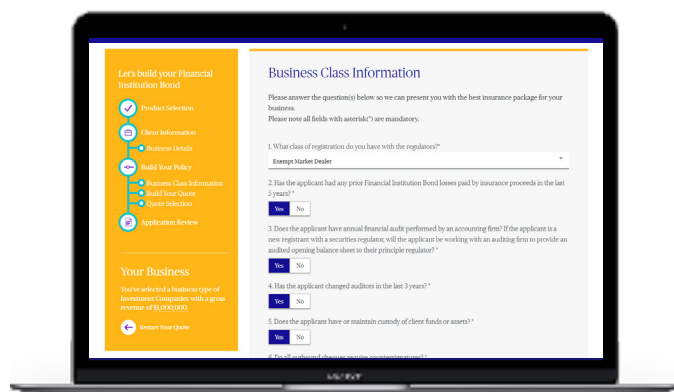 Let's build your Financial
Institution Bond
Product Selection
Client Information
Business Details
Build Your Policy
Business Class Information
Build Your Quote
Quote Selection
Application Review
Your Business
You've selected a business type of
Investment Companies with a gross
revenue of $1,000,000.
Restart Your Quote
Business Class Information
Please answer the question(s) below so we can present you with the best insurance package for your
business.
Please note all fields with asterisk(*) are mandatory.
1. What class of registration do you have with the regulators?*
Exempt Market Dealer
2. Has the applicant had any prior Financial Institution Bond losses paid by insurance proceeds in the last
5 years? *
Yes No
3. Does the applicant have annual financial audit performed by an accounting firm? If the applicant is a
new registrant with a securities regulator, will the applicant be working with an auditing firm to provide an
audited opening balance sheet to their principle regulator? *
Yes No
4. Has the applicant changed auditors in the last 3 years? *
Yes No
5. Does the applicant have or maintain custody of client funds or assets? *
Yes No
6. Do all outbound cheques require countersignatures? *